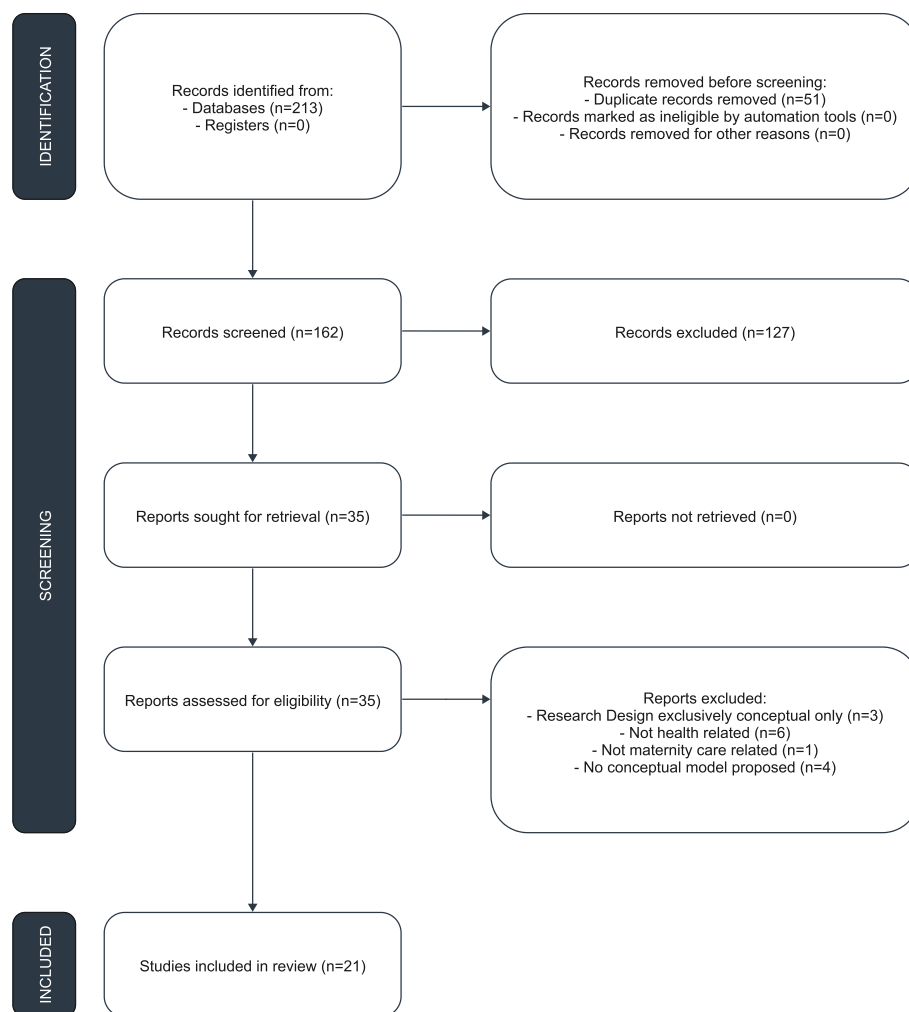 IDENTIFICATION
Records identified from:
- Databases (n=213)
- Registers (n=0)
Records removed before screening:
- Duplicate records removed (n=51)
- Records marked as ineligible by automation tools (n=0)
- Records removed for other reasons (n=0)
SCREENING
Records screened (n=162)
Records excluded (n=127)
Reports sought for retrieval (n=35)
Reports not retrieved (n=0)
Reports assessed for eligibility (n=35)
Reports excluded:
- Research Design exclusively conceptual only (n=3)
- Not health related (n=6)
- Not maternity care related (n=1)
- No conceptual model proposed (n=4)
INCLUDED
Studies included in review (n=21)